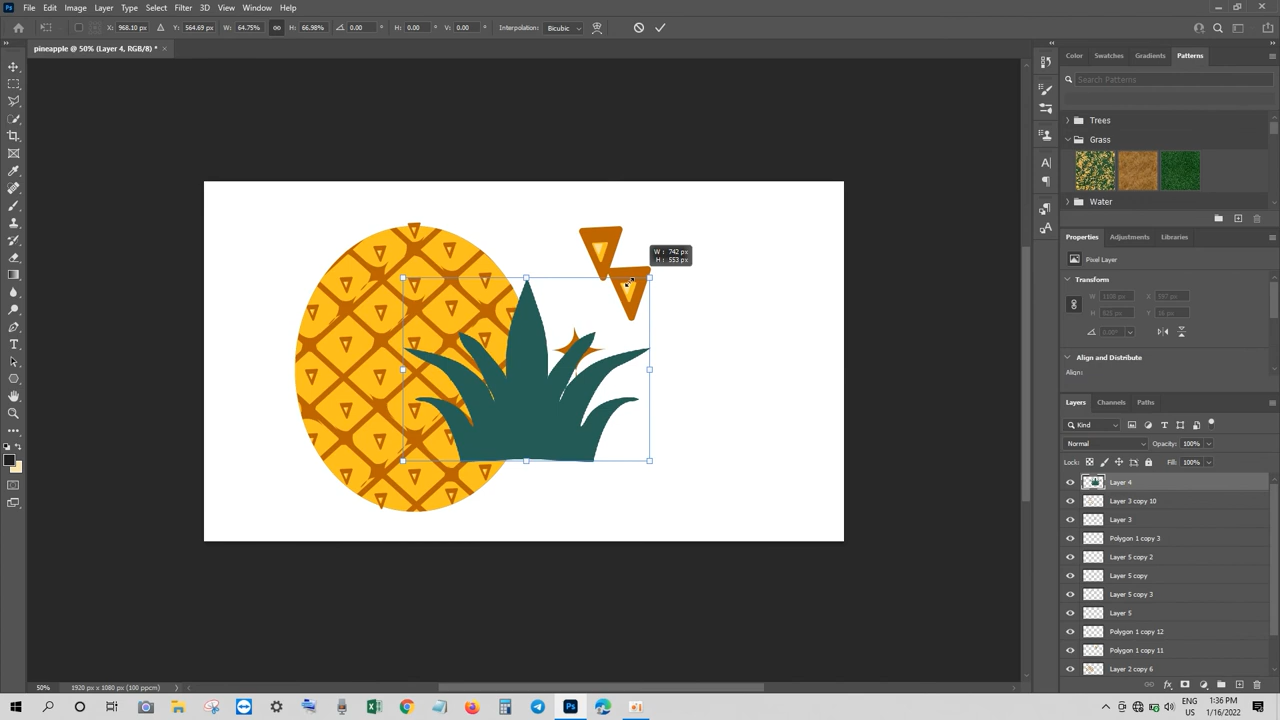 Ps File Edit Image Layer Type Select Filter 3D View Window Help
X: 968.10 px Y: 564.69 px W: 64.75% H: 66.98% 0.00 H: 0.00 V: 0.00 Interpolation: Bicubic
pineapple @ 50% (Layer 4, RGB/8) *
Color Swatches Gradients Patterns
Search Patterns
Trees
Grass
Water
W: 742 px
H: 553 px
Properties Adjustments Libraries
Pixel Layer
Transform
W X 597 px
H Y
0.00°
Align and Distribute
Align:
Layers Channels Paths
Kind
Normal Opacity: 100%
Lock: Fill: 100%
Layer 4
Layer 3 copy 10
Layer 3
Polygon 1 copy 3
Layer 5 copy 2
Layer 5 copy
Layer 5 copy 3
Layer 5
Polygon 1 copy 12
Polygon 1 copy 11
Layer 2 copy 6
50% 1920 px x 1080 px (100 ppcm)
Ps
ENG
US
1:36 PM
1/16/2022